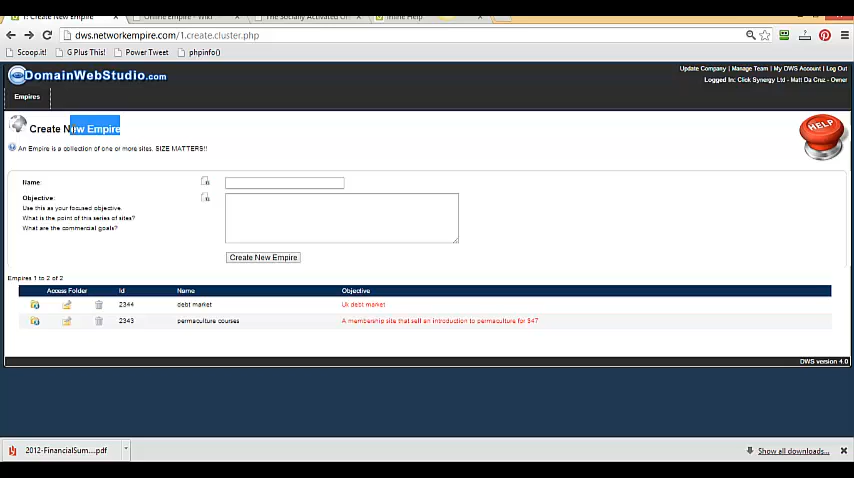 1. Create New Empire
Online Empire - Wiki
The Socially Activated O
Inline Help
dws.networkempire.com/1.create.cluster.php
Scoop.it!
G Plus This!
Power Tweet
phpinfo()
DomainWebStudio.com
Update Company | Manage Team | My DWS Account | Log Out
Logged In: Click Synergy Ltd - Matt Da Cruz - Owner
Empires
Create New Empire
HELP
An Empire is a collection of one or more sites. SIZE MATTERS!!
Name:
Objective:
Use this as your focused objective.
What is the point of this series of sites?
What are the commercial goals?
Create New Empire
Empires 1 to 2 of 2
Access Folder Id Name Objective
2344 debt market Uk debt market
2343 permaculture courses A membership site that sell an introduction to permaculture for $47
DWS version 4.0
2012-FinancialSum....pdf
Show all downloads...